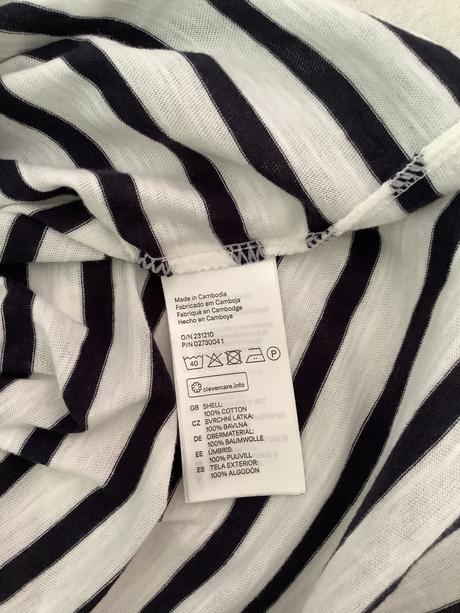 Made in Cambodia
Fabricado em Camboja
Fabriqué en Cambodge
Hecho en Camboya
O/N 231210
P/N 02730041
40 P
clevercare.info
GB SHELL:
100% COTTON
CZ SVRCHNÍ LÁTKA:
100% BAVLNA
DE OBERMATERIAL:
100% BAUMWOLLE
EE ÜMBRIS:
100% PUUVILL
ES TELA EXTERIOR:
100% ALGODÓN